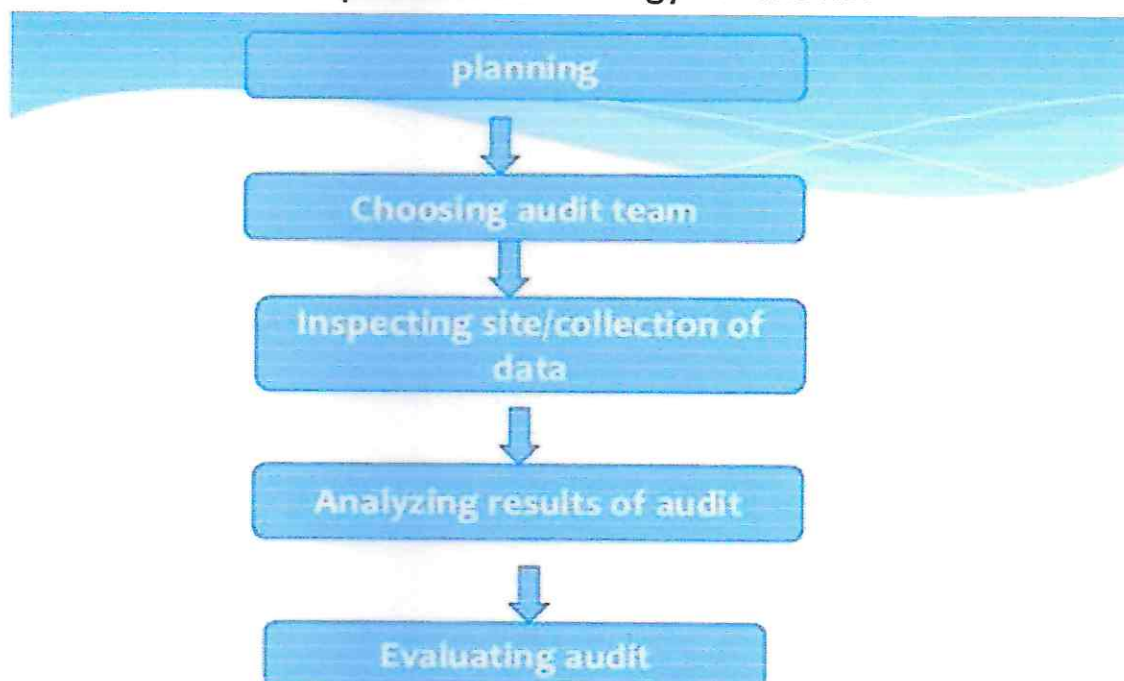 planning
Choosing audit team
Inspecting site/collection of
data
Analyzing results of audit
Evaluating audit